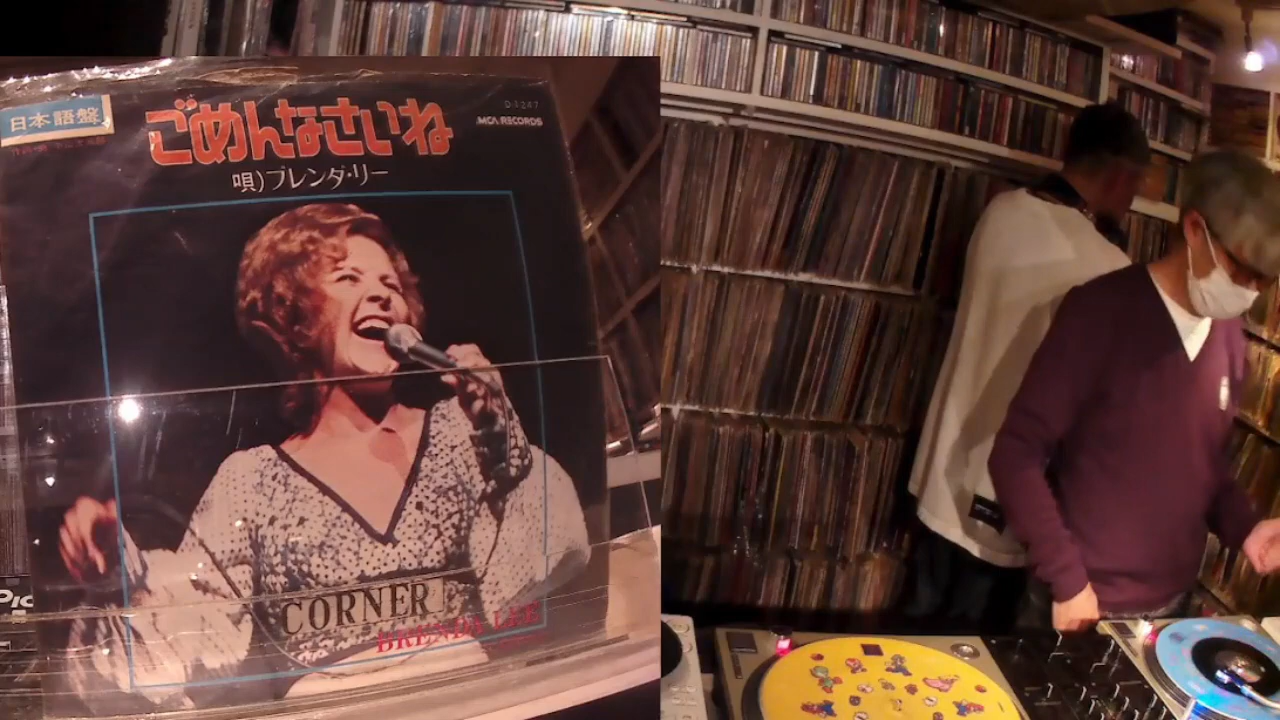 日本語盤
ごめんなさいね
唄)ブレンダ・リー
D-1247
MCA RECORDS
CORNER
BRENDA LEE